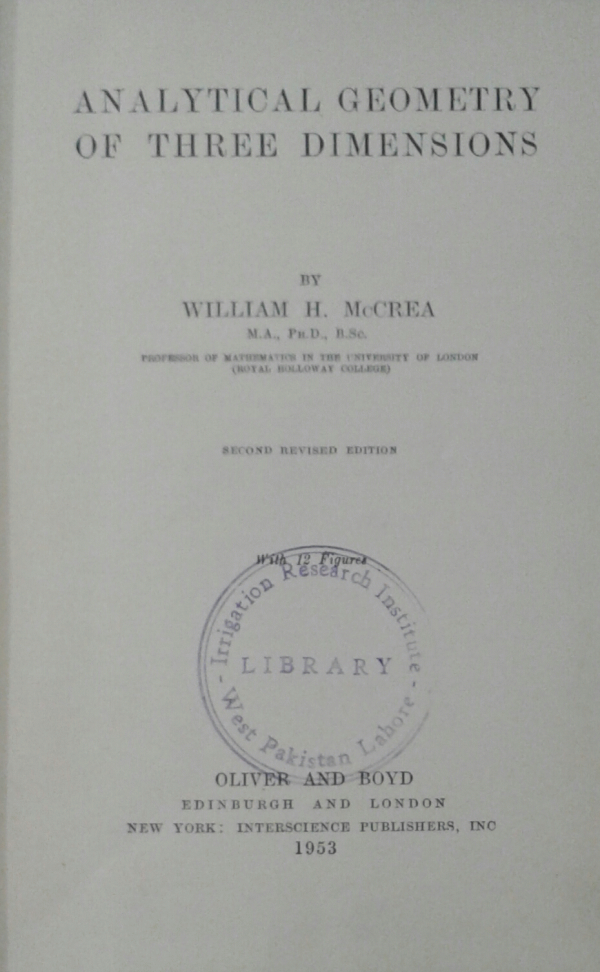 ANALYTICAL GEOMETRY
OF THREE DIMENSIONS
BY
WILLIAM H. McCREA
M.A., Ph.D., B.Sc.
PROFESSOR OF MATHEMATICS IN THE UNIVERSITY OF LONDON
(ROYAL HOLLOWAY COLLEGE)
SECOND REVISED EDITION
With 12 Figures
- Irrigation Research Institute -
LIBRARY
West Pakistan Lahore
OLIVER AND BOYD
EDINBURGH AND LONDON
NEW YORK: INTERSCIENCE PUBLISHERS, INC
1953